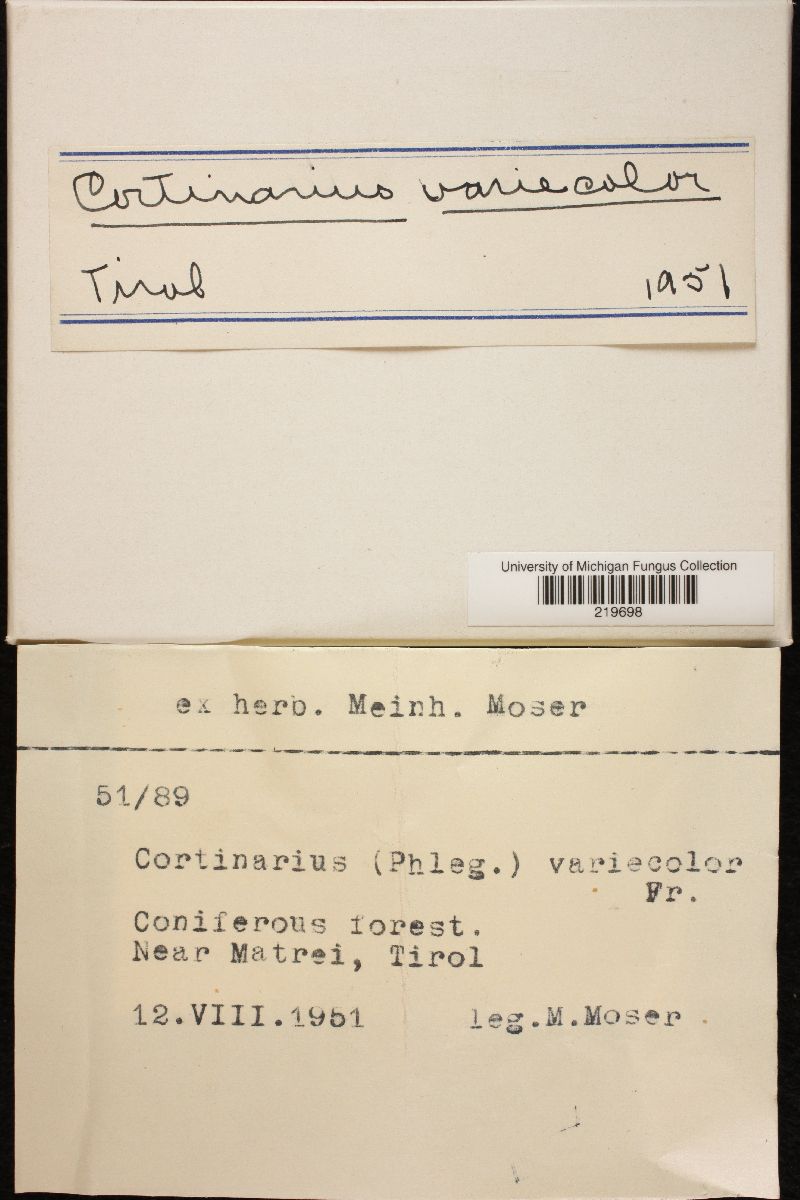 Cortinarius variecolor
Tirol 1951
University of Michigan Fungus Collection
219698
ex herb. Meinh. Moser
51/89
Cortinarius (Phleg.) variecolor
Fr.
Coniferous forest.
Near Matrei, Tirol
12.VIII.1951 leg.M.Moser